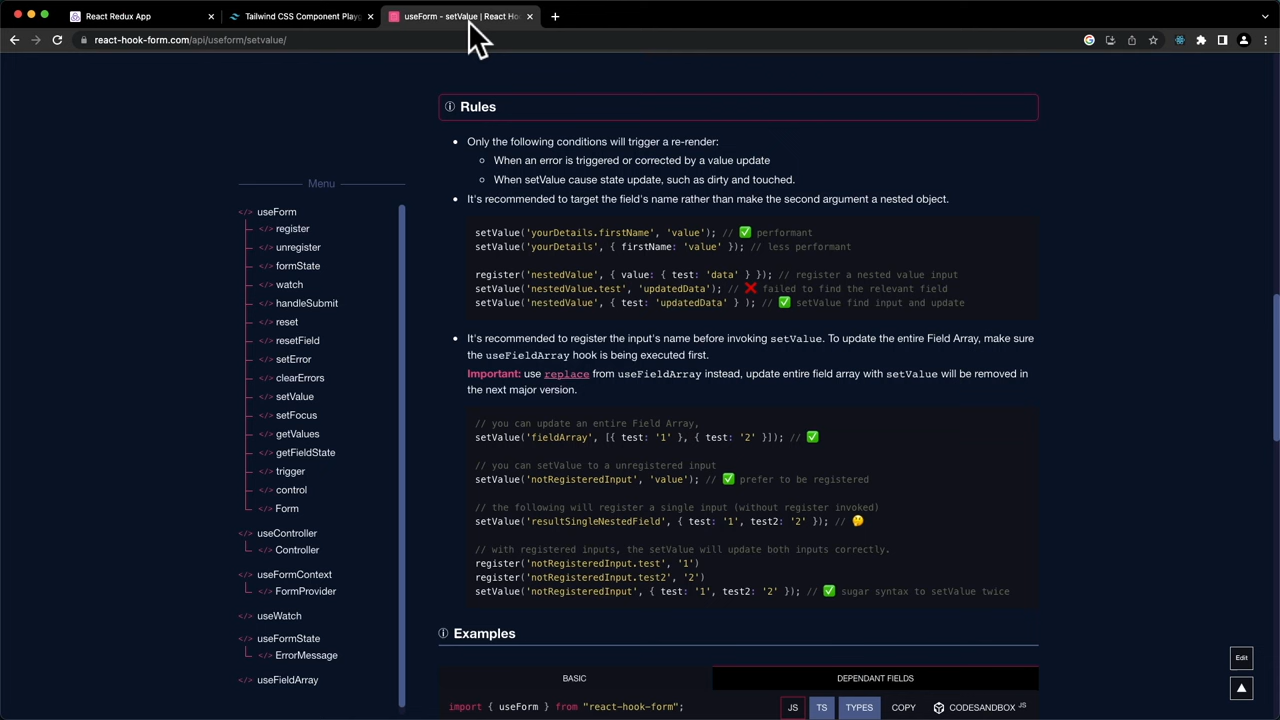 React Redux App
Tailwind CSS Component Playg
useForm - setValue | React Ho
react-hook-form.com/api/useform/setvalue/
Menu
</> useForm
</> register
</> unregister
</> formState
</> watch
</> handleSubmit
</> reset
</> resetField
</> setError
</> clearErrors
</> setValue
</> setFocus
</> getValues
</> getFieldState
</> trigger
</> control
</> Form
</> useController
</> Controller
</> useFormContext
</> FormProvider
</> useWatch
</> useFormState
</> ErrorMessage
</> useFieldArray
Rules
Only the following conditions will trigger a re-render:
When an error is triggered or corrected by a value update
When setValue cause state update, such as dirty and touched.
It's recommended to target the field's name rather than make the second argument a nested object.
setValue('yourDetails.firstName', 'value'); // ✅ performant
setValue('yourDetails', { firstName: 'value' }); // less performant
register('nestedValue', { value: { test: 'data' } }); // register a nested value input
setValue('nestedValue.test', 'updatedData'); // ❌ failed to find the relevant field
setValue('nestedValue', { test: 'updatedData' } ); // ✅ setValue find input and update
It's recommended to register the input's name before invoking setValue. To update the entire Field Array, make sure
the useFieldArray hook is being executed first.
Important: use replace from useFieldArray instead, update entire field array with setValue will be removed in
the next major version.
// you can update an entire Field Array,
setValue('fieldArray', [{ test: '1' }, { test: '2' }]); // ✅
// you can setValue to a unregistered input
setValue('notRegisteredInput', 'value'); // ✅ prefer to be registered
// the following will register a single input (without register invoked)
setValue('resultSingleNestedField', { test: '1', test2: '2' }); // 🤔
// with registered inputs, the setValue will update both inputs correctly.
register('notRegisteredInput.test', '1')
register('notRegisteredInput.test2', '2')
setValue('notRegisteredInput', { test: '1', test2: '2' }); // ✅ sugar syntax to setValue twice
Examples
BASIC
DEPENDANT FIELDS
import { useForm } from "react-hook-form";
JS
TS
TYPES
COPY
CODESANDBOX JS
Edit